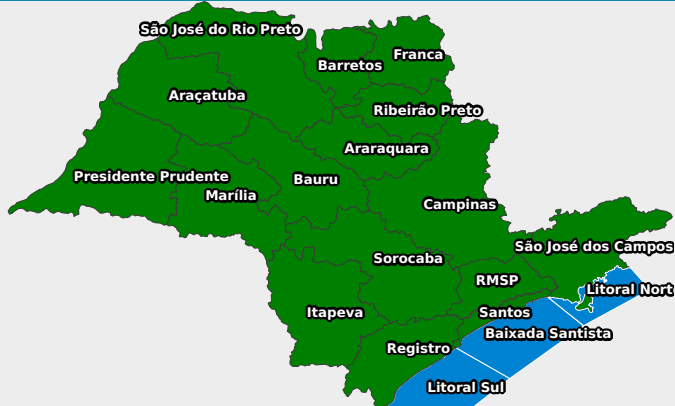 São José do Rio Preto
Franca
Barretos
Araçatuba
Ribeirão Preto
Araraquara
Presidente Prudente
Bauru
Marília
Campinas
São José dos Campos
Sorocaba
RMSP
Litoral Norte
Itapeva
Santos
Baixada Santista
Registro
Litoral Sul